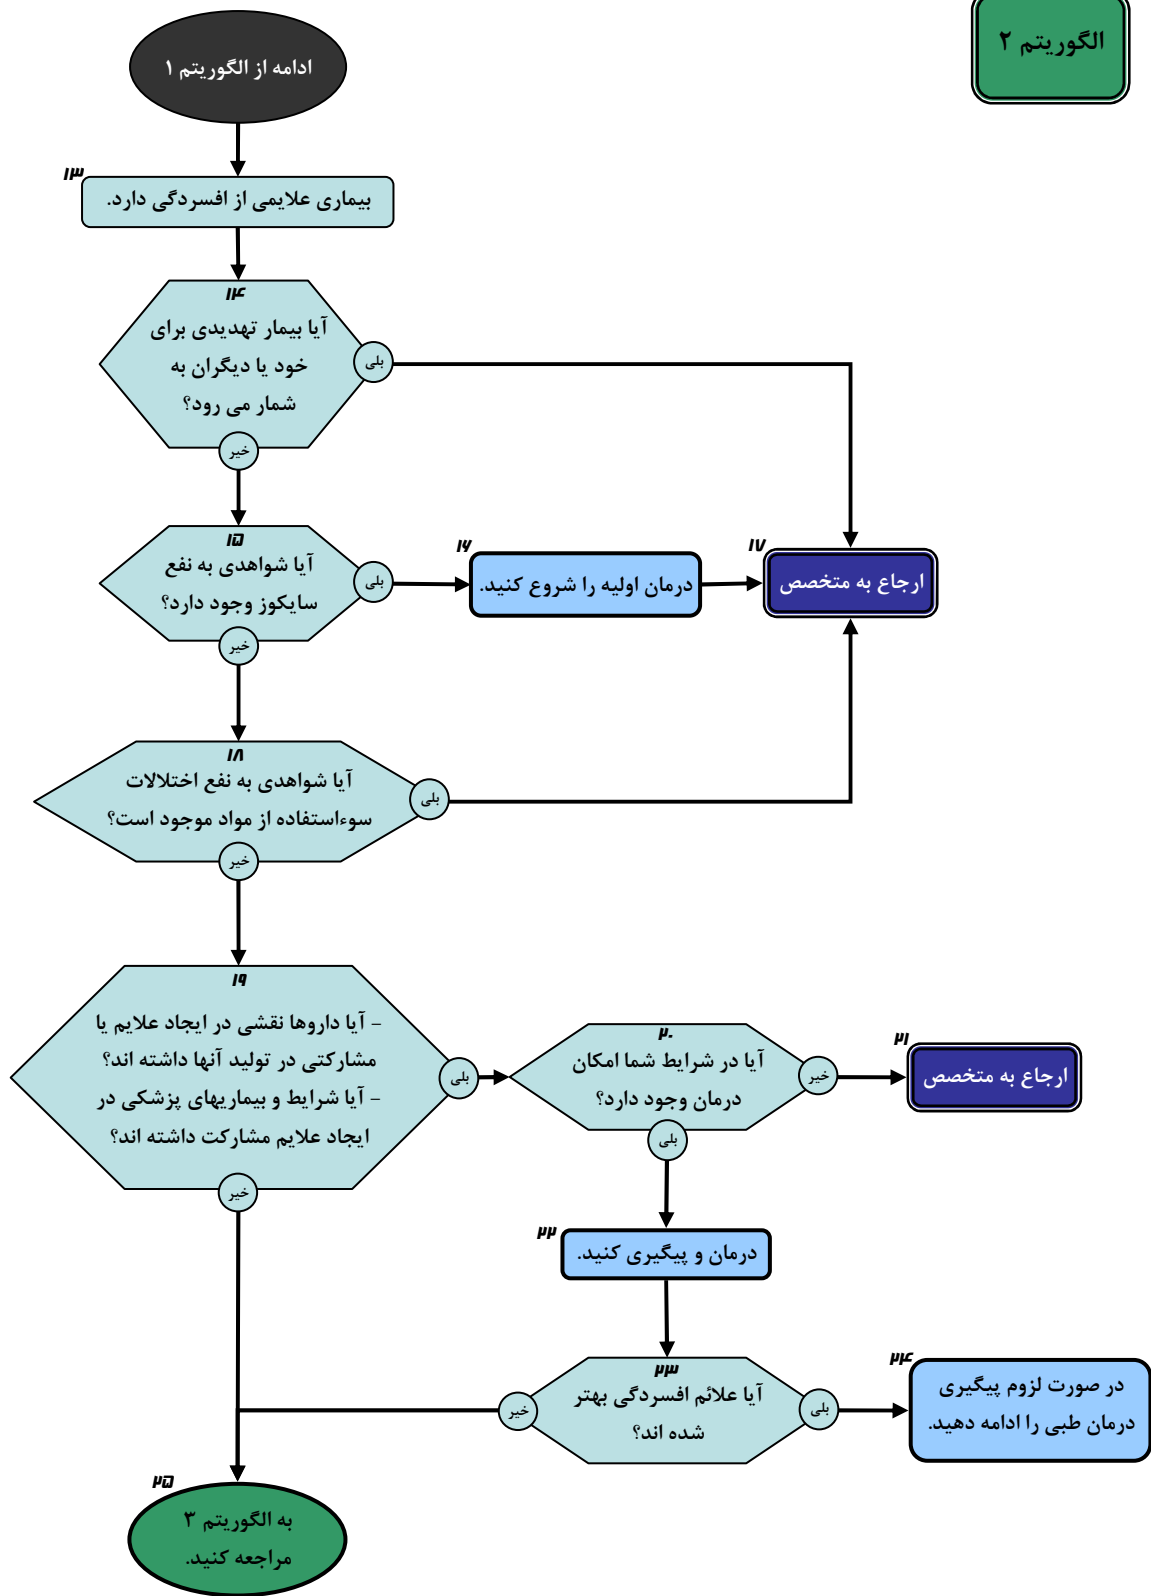 الگوریتم ۲
ادامه از الگوریتم ۱
۱۳
بیماری علایمی از افسردگی دارد.
۱۴
آیا بیمار تهدیدی برای
خود یا دیگران به
شمار می رود؟
بلی
خیر
۱۵
آیا شواهدی به نفع
سایکوز وجود دارد؟
بلی
خیر
۱۶
درمان اولیه را شروع کنید.
۱۷
ارجاع به متخصص
۱۸
آیا شواهدی به نفع اختلالات
سوءاستفاده از مواد موجود است؟
بلی
خیر
۱۹
- آیا داروها نقشی در ایجاد علایم یا
مشارکتی در تولید آنها داشته اند؟
- آیا شرایط و بیماریهای پزشکی در
ایجاد علایم مشارکت داشته اند؟
بلی
خیر
۲۰
آیا در شرایط شما امکان
درمان وجود دارد؟
خیر
بلی
۲۱
ارجاع به متخصص
۲۲
درمان و پیگیری کنید.
۲۳
آیا علائم افسردگی بهتر
شده اند؟
بلی
خیر
۲۴
در صورت لزوم پیگیری
درمان طبی را ادامه دهید.
۲۵
به الگوریتم ۳
مراجعه کنید.